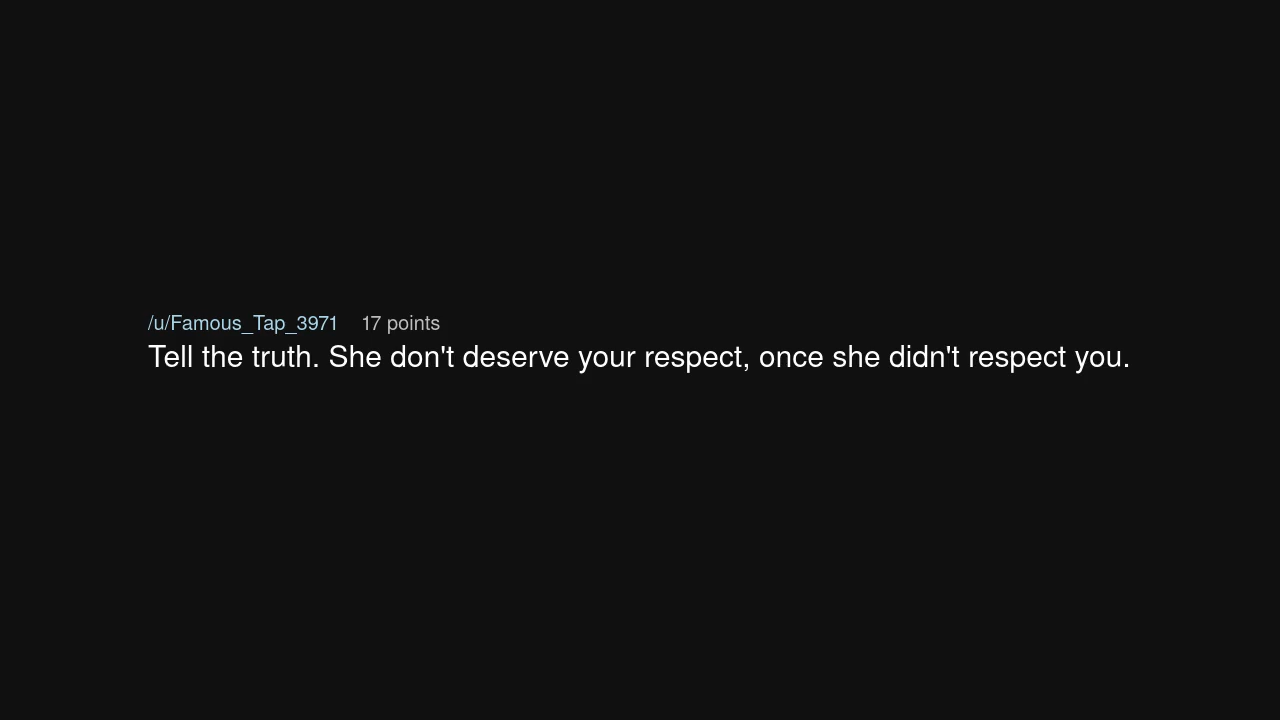 /u/Famous_Tap_3971 17 points
Tell the truth. She don't deserve your respect, once she didn't respect you.